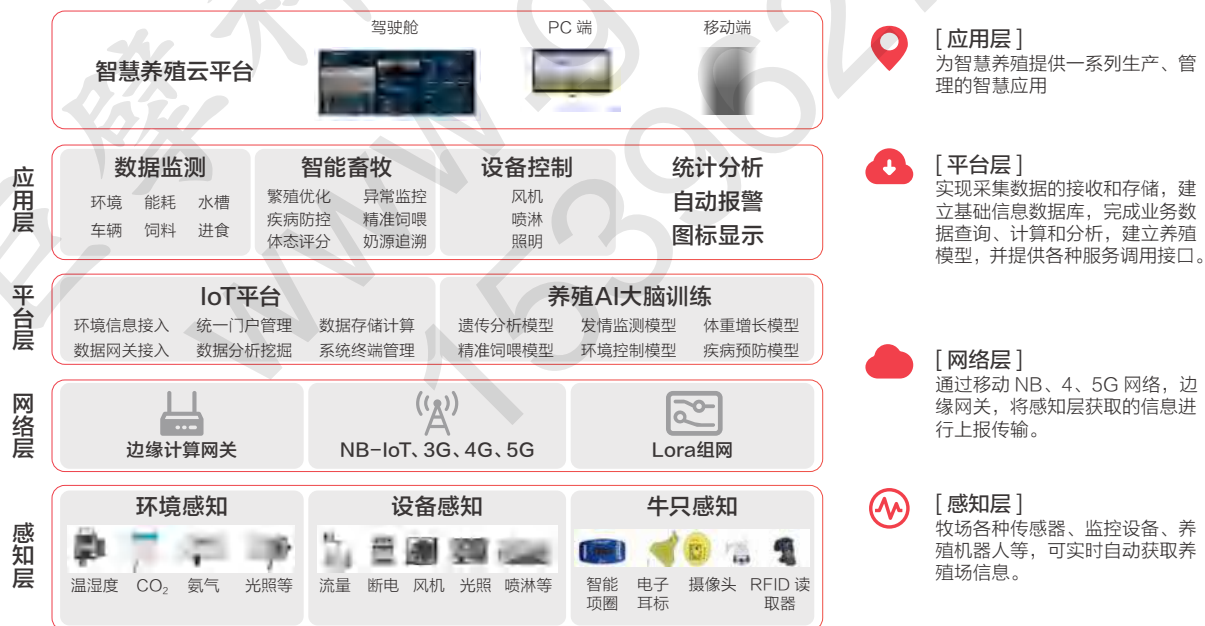 驾驶舱 PC 端 移动端
智慧养殖云平台
应用层
数据监测
环境 能耗 水槽
车辆 饲料 进食
智能畜牧
繁殖优化 异常监控
疾病防控 精准饲喂
体态评分 奶源追溯
设备控制
风机
喷淋
照明
统计分析
自动报警
图标显示
平台层
IoT平台
环境信息接入 统一门户管理 数据存储计算
数据网关接入 数据分析挖掘 系统终端管理
养殖AI大脑训练
遗传分析模型 发情监测模型 体重增长模型
精准饲喂模型 环境控制模型 疾病预防模型
网络层
边缘计算网关
NB-IoT、3G、4G、5G
Lora组网
感知层
环境感知
温湿度 CO₂ 氨气 光照等
设备感知
流量 断电 风机 光照 喷淋等
牛只感知
智能项圈 电子耳标 摄像头 RFID 读取器
[ 应用层 ]
为智慧养殖提供一系列生产、管
理的智慧应用
[ 平台层 ]
实现采集数据的接收和存储，建
立基础信息数据库，完成业务数
据查询、计算和分析，建立养殖
模型，并提供各种服务调用接口。
[ 网络层 ]
通过移动 NB、4、5G 网络，边
缘网关，将感知层获取的信息进
行上报传输。
[ 感知层 ]
牧场各种传感器、监控设备、养
殖机器人等，可实时自动获取养
殖场信息。